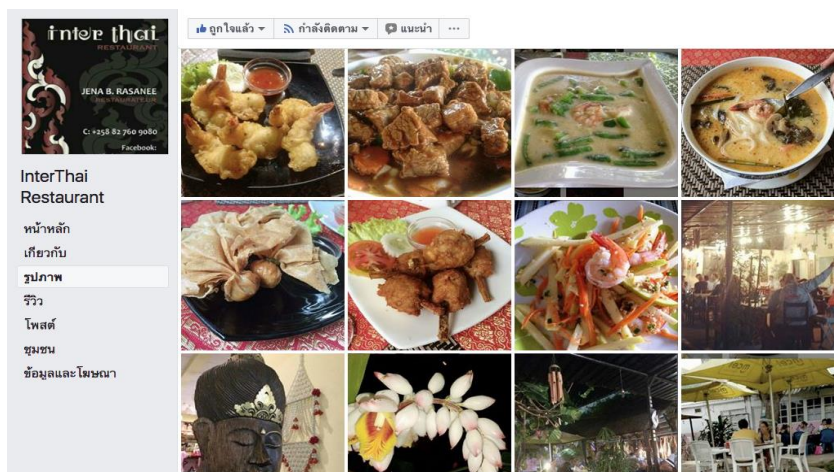 inter thai
RESTAURANT
JENA B. RASANEE
RESTAURATEUR
C: +258 82 760 9080
Facebook:
InterThai
Restaurant
หน้าหลัก
เกี่ยวกับ
รูปภาพ
รีวิว
โพสต์
ชุมชน
ข้อมูลและโฆษณา
ถูกใจแล้ว
กำลังติดตาม
แนะนำ